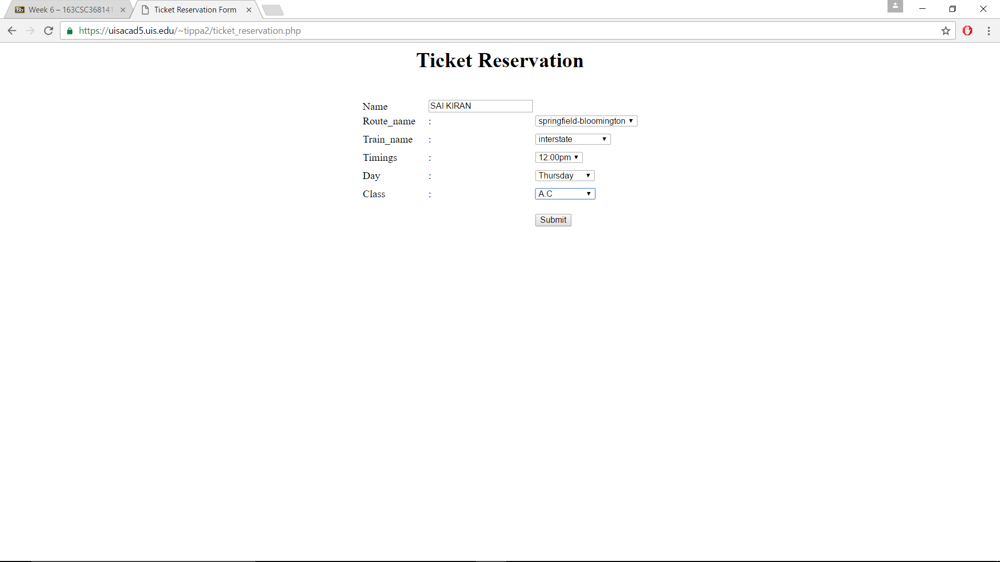 Week 6 – 163CSC368141
Ticket Reservation Form
https://uisacad5.uis.edu/~tippa2/ticket_reservation.php
Ticket Reservation
Name SAI KIRAN
Route_name : springfield-bloomington
Train_name : interstate
Timings : 12:00pm
Day : Thursday
Class : A.C
Submit